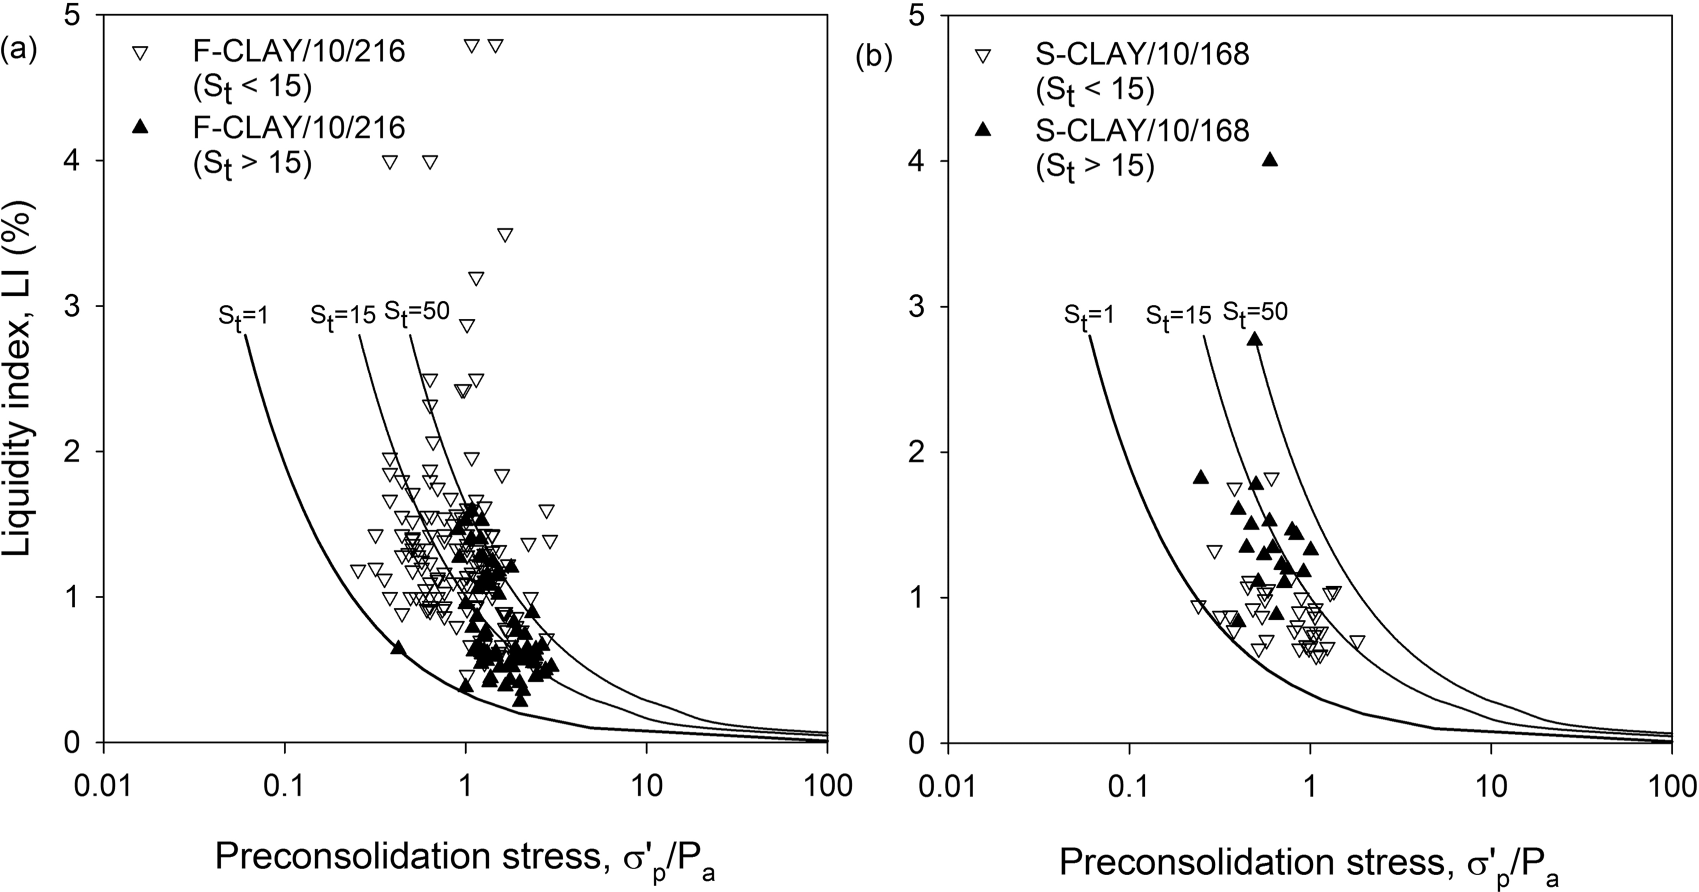 (a)
5
4
3
2
1
0
0.01
0.1
1
10
100
Liquidity index, LI (%)
Preconsolidation stress, σ'p/Pa
F-CLAY/10/216
(St < 15)
F-CLAY/10/216
(St > 15)
St=1
St=15
St=50
(b)
5
4
3
2
1
0
0.01
0.1
1
10
100
Preconsolidation stress, σ'p/Pa
S-CLAY/10/168
(St < 15)
S-CLAY/10/168
(St > 15)
St=1
St=15
St=50